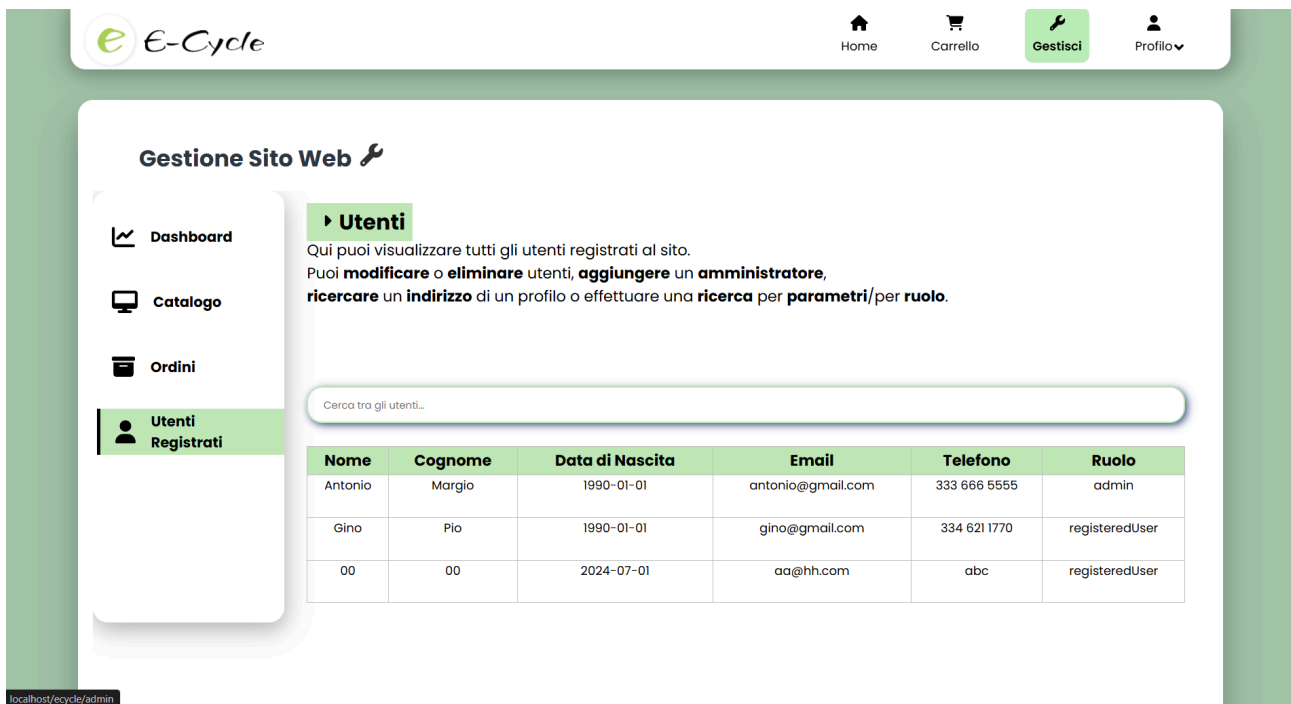 e E-Cycle
Home Carrello Gestisci Profilo
Gestione Sito Web
Dashboard
Catalogo
Ordini
Utenti
Registrati
Utenti
Qui puoi visualizzare tutti gli utenti registrati al sito.
Puoi modificare o eliminare utenti, aggiungere un amministratore,
ricercare un indirizzo di un profilo o effettuare una ricerca per parametri/per ruolo.
Cerca tra gli utenti...
Nome Cognome Data di Nascita Email Telefono Ruolo
Antonio Margio 1990-01-01 antonio@gmail.com 333 666 5555 admin
Gino Pio 1990-01-01 gino@gmail.com 334 621 1770 registeredUser
00 00 2024-07-01 aa@hh.com abc registeredUser
localhost/ecycle/admin